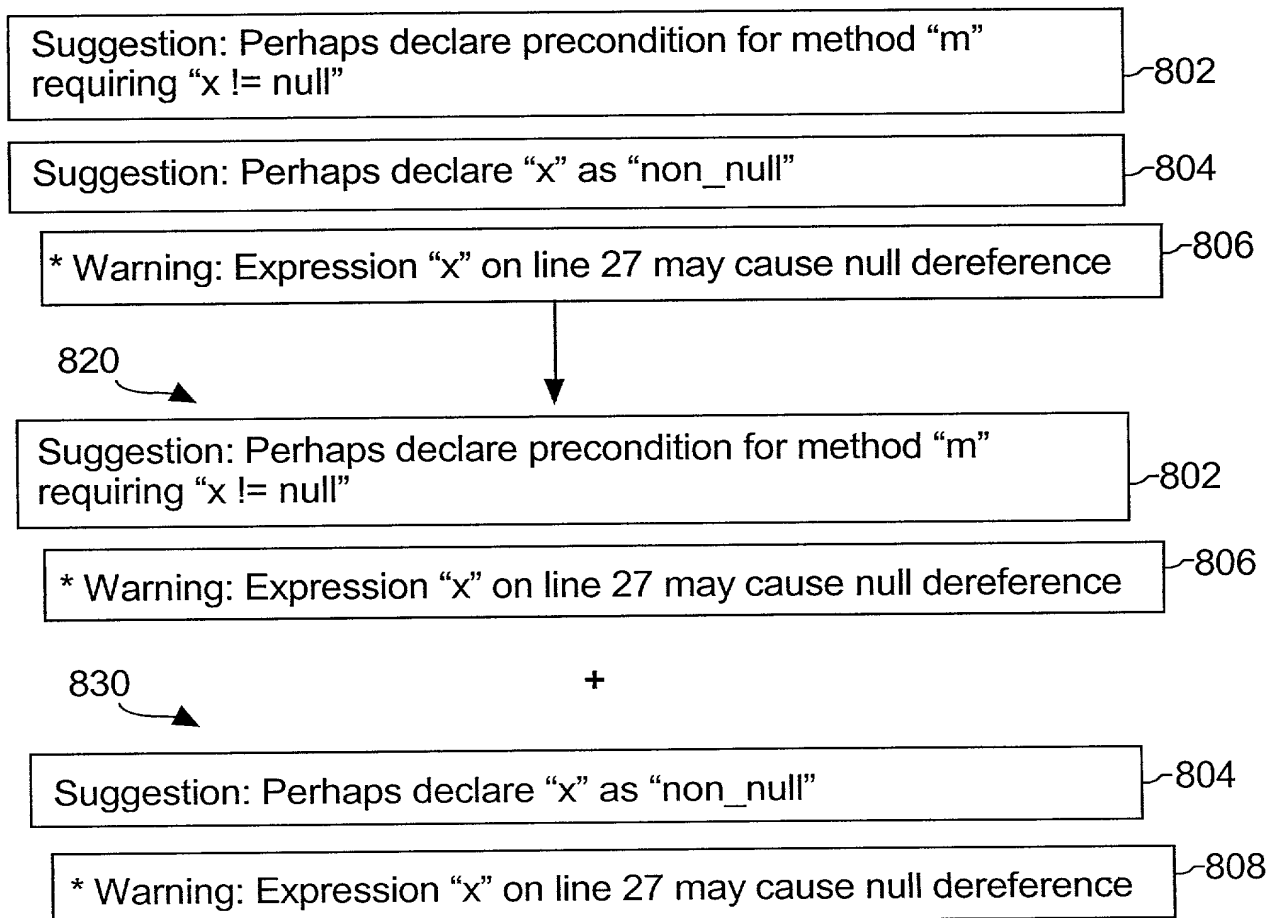 Suggestion: Perhaps declare precondition for method “m”
requiring “x != null”
802
Suggestion: Perhaps declare “x” as “non_null”
804
* Warning: Expression “x” on line 27 may cause null dereference
806
820
Suggestion: Perhaps declare precondition for method “m”
requiring “x != null”
802
* Warning: Expression “x” on line 27 may cause null dereference
806
830
+
Suggestion: Perhaps declare “x” as “non_null”
804
* Warning: Expression “x” on line 27 may cause null dereference
808